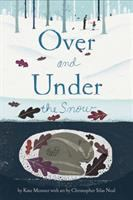 Over
and
Under
the Snow
by Kate Messner with art by Christopher Silas Neal